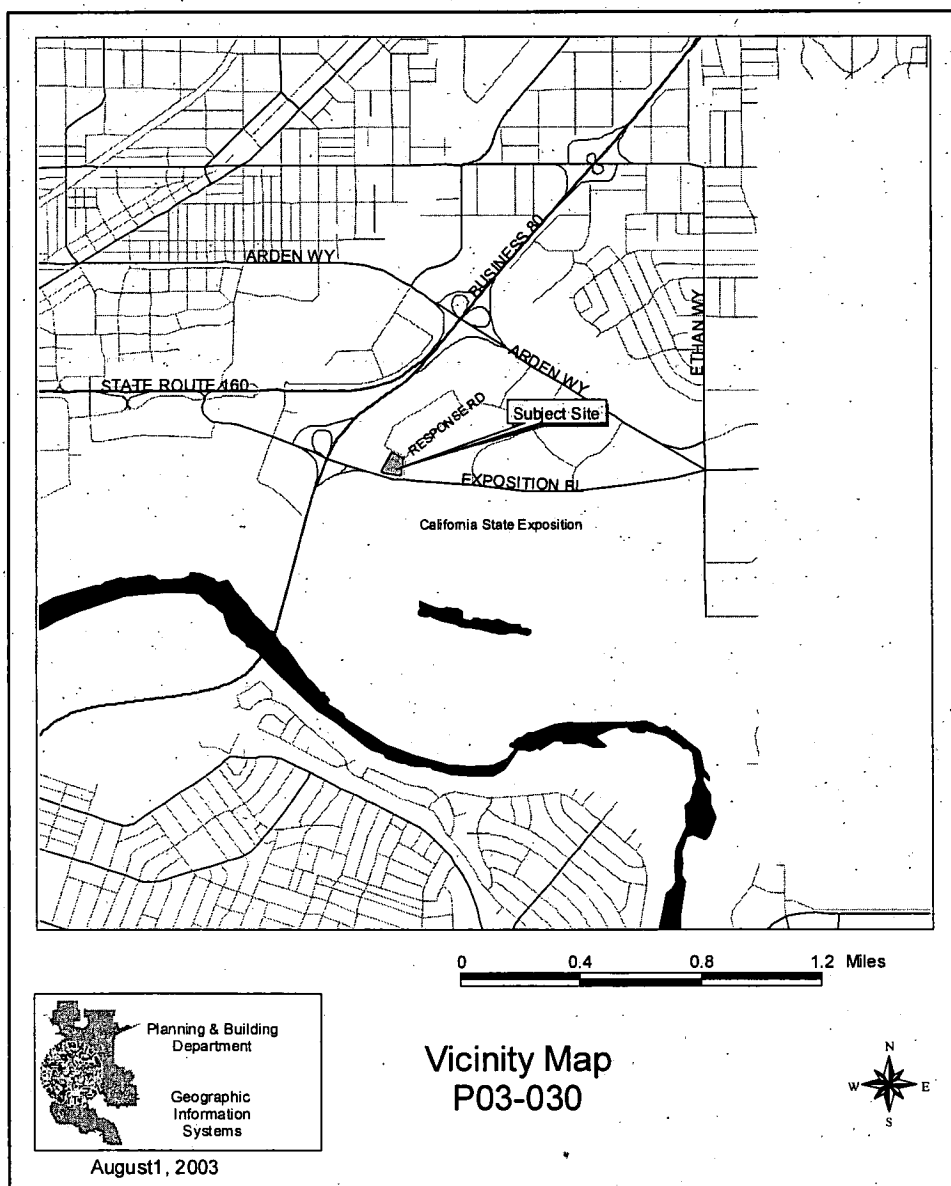 ARDEN WY
BUSINESS 80
ETHAN WY
STATE ROUTE 160
ARDEN WY
RESPONSE RD
Subject Site
EXPOSITION BL
California State Exposition
0 0.4 0.8 1.2 Miles
Planning & Building
Department
Geographic
Information
Systems
August1, 2003
Vicinity Map
P03-030
N
W E
S